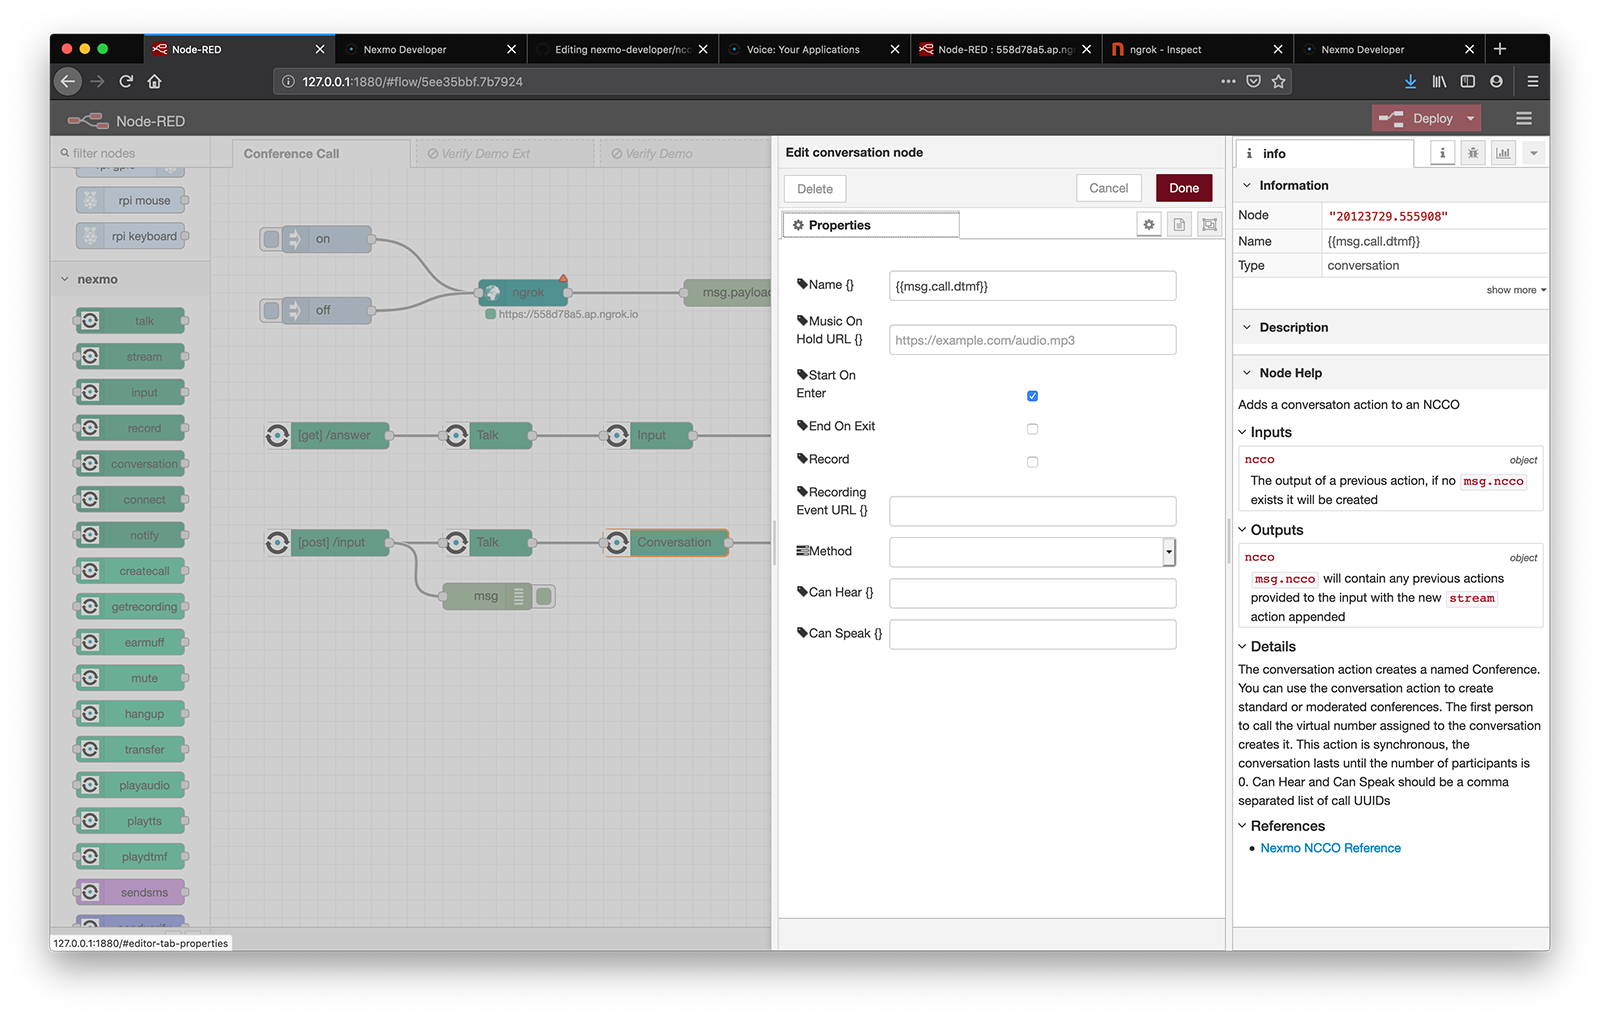 Node-RED
Nexmo Developer
Editing nexmo-developer/ncc
Voice: Your Applications
Node-RED : 558d78a5.ap.ng
ngrok - Inspect
Nexmo Developer
127.0.0.1:1880/#flow/5ee35bbf.7b7924
Node-RED
Deploy
filter nodes
Conference Call
Verify Demo Ext
Verify Demo
rpi gpio
rpi mouse
rpi keyboard
nexmo
talk
stream
input
record
conversation
connect
notify
createcall
getrecording
earmuff
mute
hangup
transfer
playaudio
playtts
playdtmf
sendsms
on
off
ngrok
https://558d78a5.ap.ngrok.io
msg.payload
[get] /answer
Talk
Input
[post] /input
Talk
Conversation
msg
Edit conversation node
Delete
Cancel
Done
Properties
Name {}
{{msg.call.dtmf}}
Music On
Hold URL {}
https://example.com/audio.mp3
Start On
Enter
End On Exit
Record
Recording
Event URL {}
Method
Can Hear {}
Can Speak {}
info
Information
Node
"20123729.555908"
Name
{{msg.call.dtmf}}
Type
conversation
show more
Description
Node Help
Adds a conversaton action to an NCCO
Inputs
ncco
object
The output of a previous action, if no msg.ncco
exists it will be created
Outputs
ncco
object
msg.ncco will contain any previous actions
provided to the input with the new stream
action appended
Details
The conversation action creates a named Conference.
You can use the conversation action to create
standard or moderated conferences. The first person
to call the virtual number assigned to the conversation
creates it. This action is synchronous, the
conversation lasts until the number of participants is
0. Can Hear and Can Speak should be a comma
separated list of call UUIDs
References
Nexmo NCCO Reference
127.0.0.1:1880/#editor-tab-properties